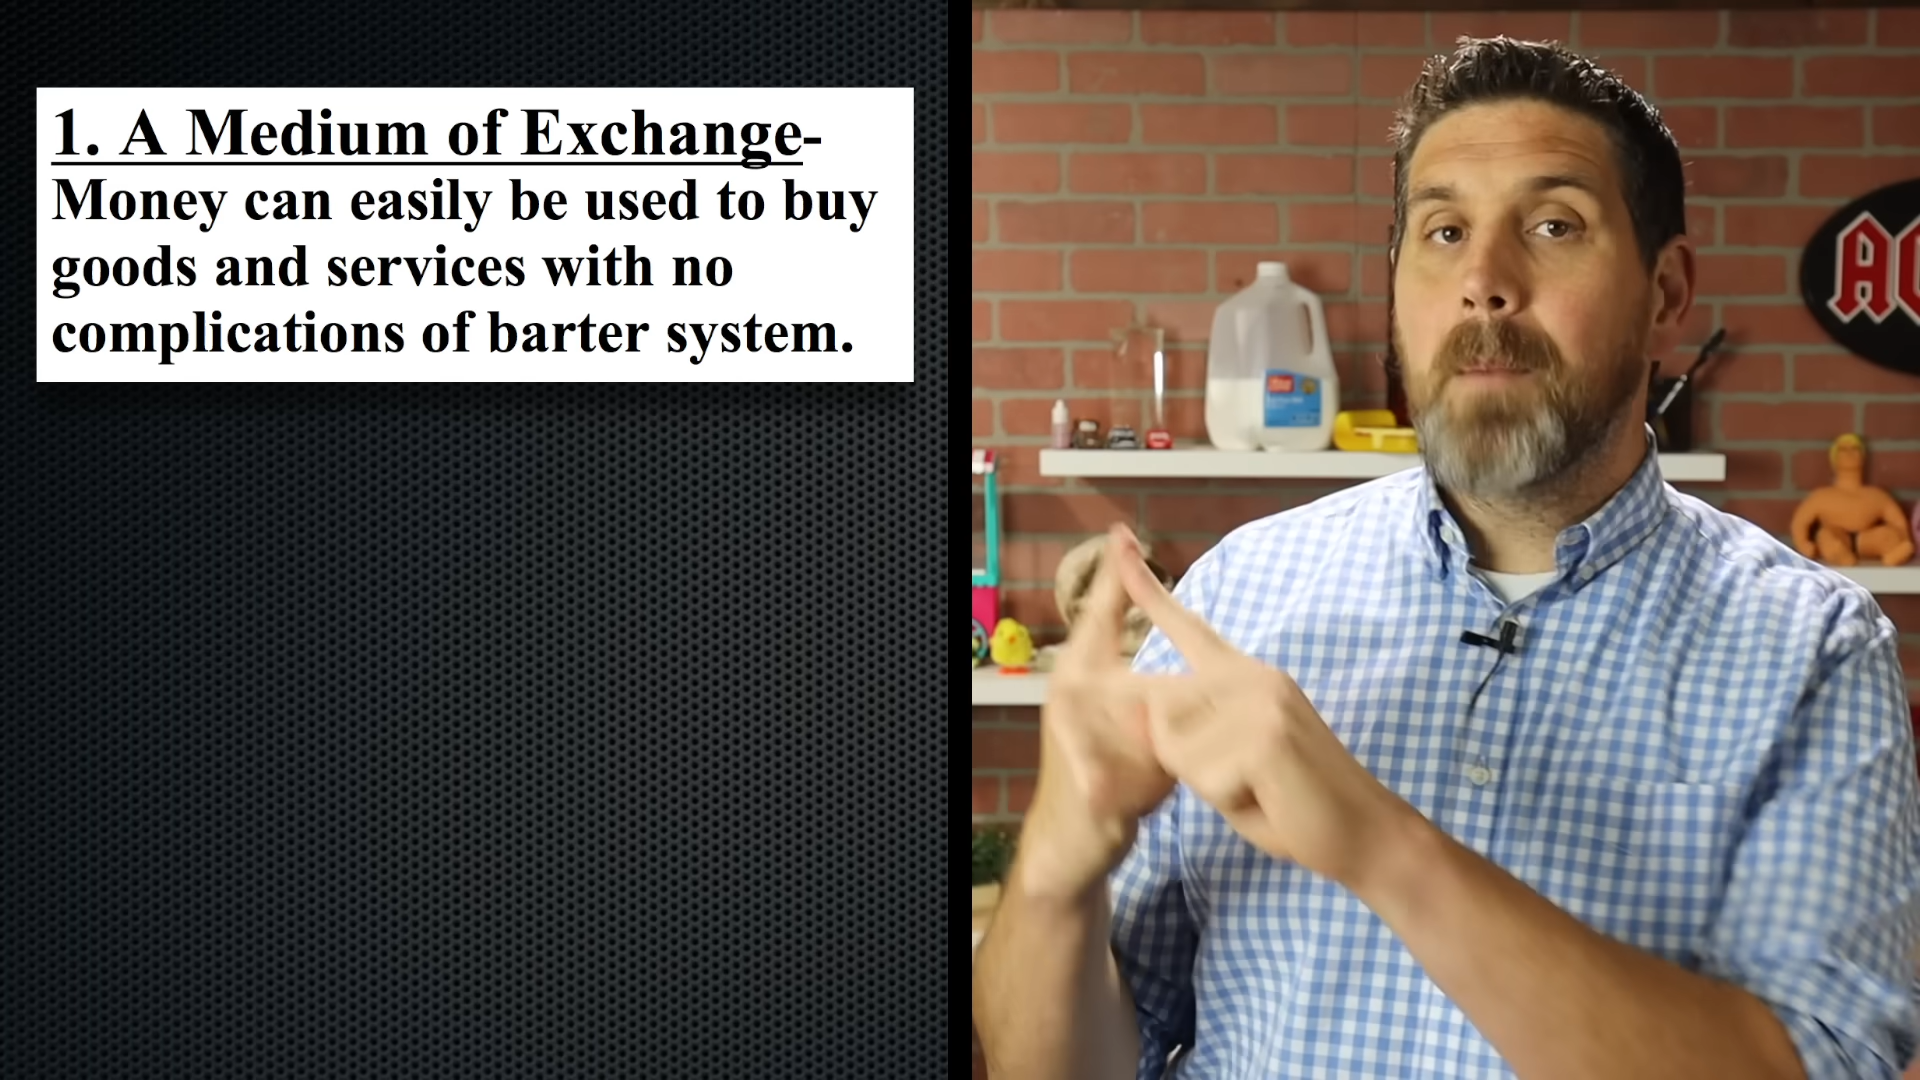 1. A Medium of Exchange-
Money can easily be used to buy
goods and services with no
complications of barter system.
AC